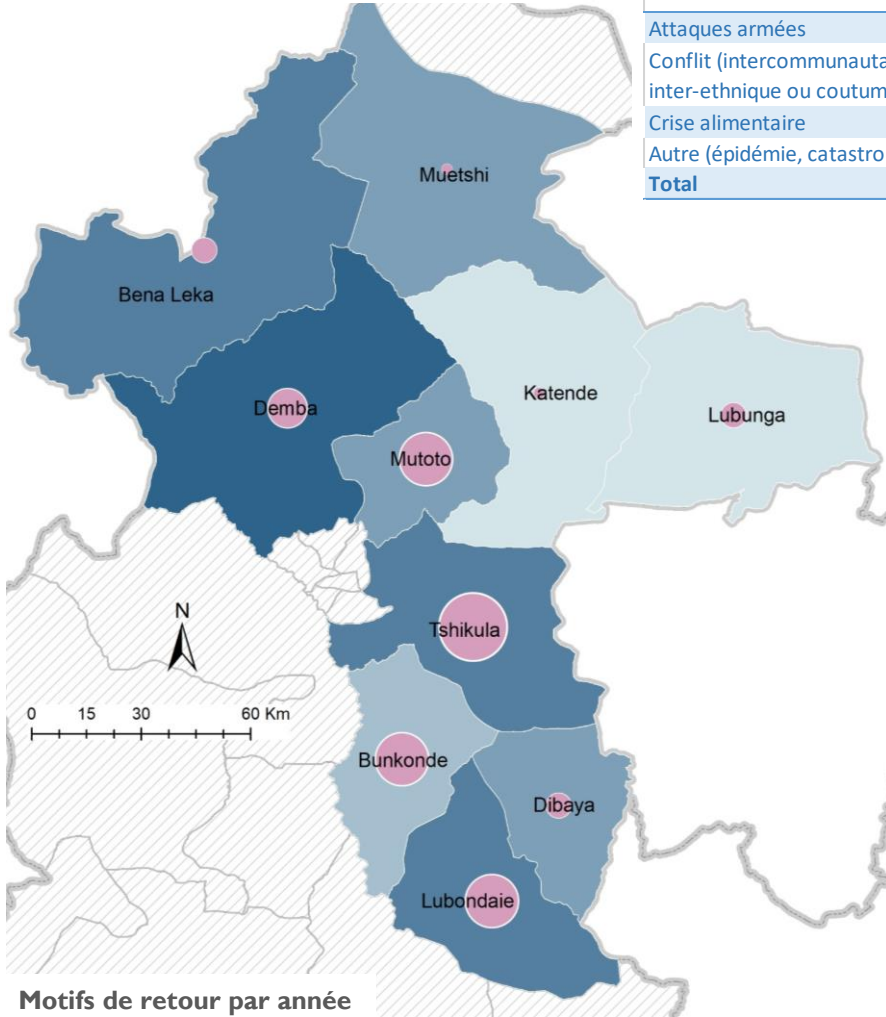 Attaques armées
Conflit (intercommunauta
inter-ethnique ou coutum
Crise alimentaire
Autre (épidémie, catastro
Total
Muetshi
Bena Leka
Demba
Katende
Lubunga
Mutoto
Tshikula
N
0 15 30 60 Km
Bunkonde
Dibaya
Lubondaie
Motifs de retour par année